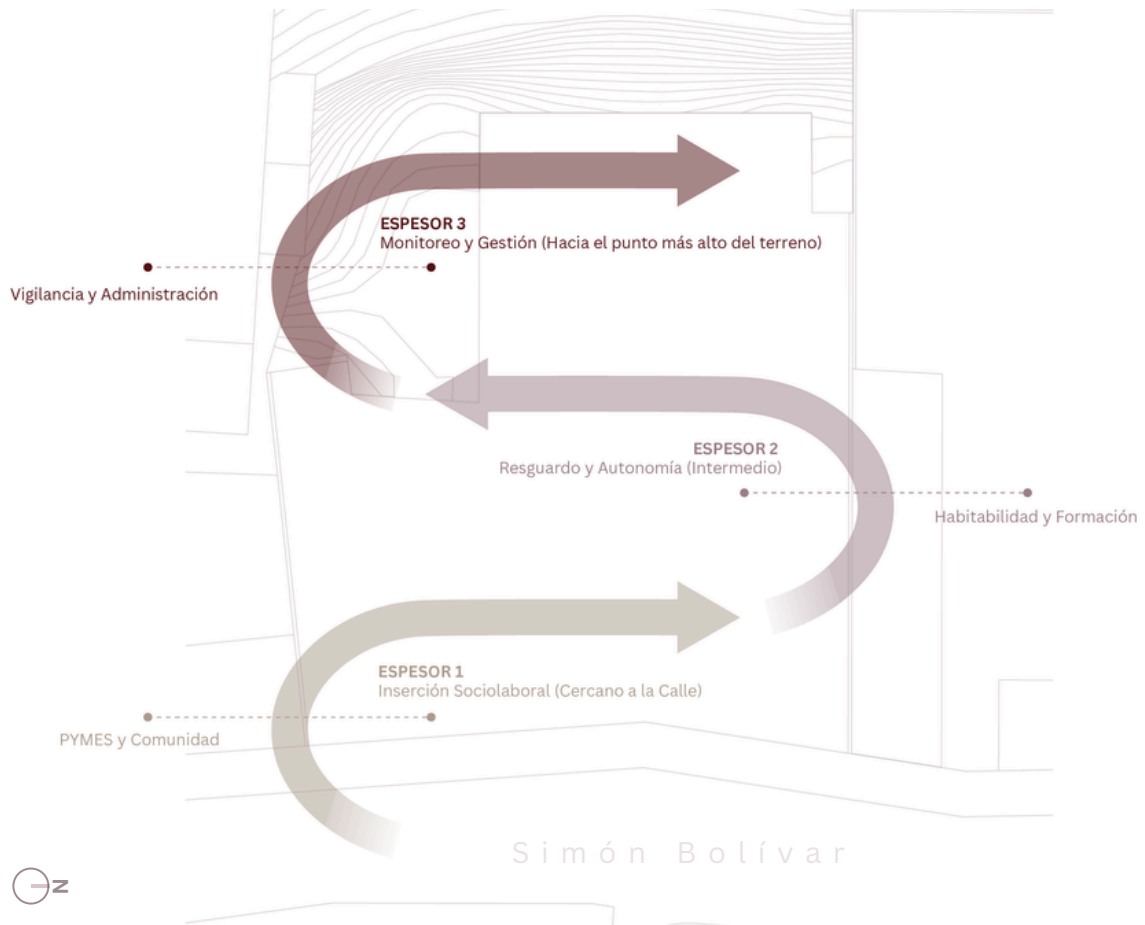 ESPESOR 3
Monitoreo y Gestión (Hacia el punto más alto del terreno)
Vigilancia y Administración
ESPESOR 2
Resguardo y Autonomía (Intermedio)
Habitabilidad y Formación
ESPESOR 1
Inserción Sociolaboral (Cercano a la Calle)
PYMES y Comunidad
Simón Bolívar
N